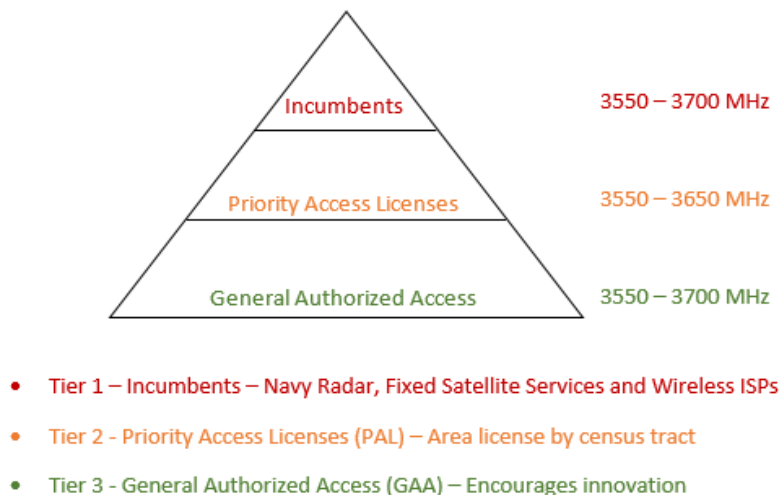 Incumbents 3550 – 3700 MHz
Priority Access Licenses 3550 – 3650 MHz
General Authorized Access 3550 – 3700 MHz
• Tier 1 – Incumbents – Navy Radar, Fixed Satellite Services and Wireless ISPs
• Tier 2 - Priority Access Licenses (PAL) – Area license by census tract
• Tier 3 - General Authorized Access (GAA) – Encourages innovation